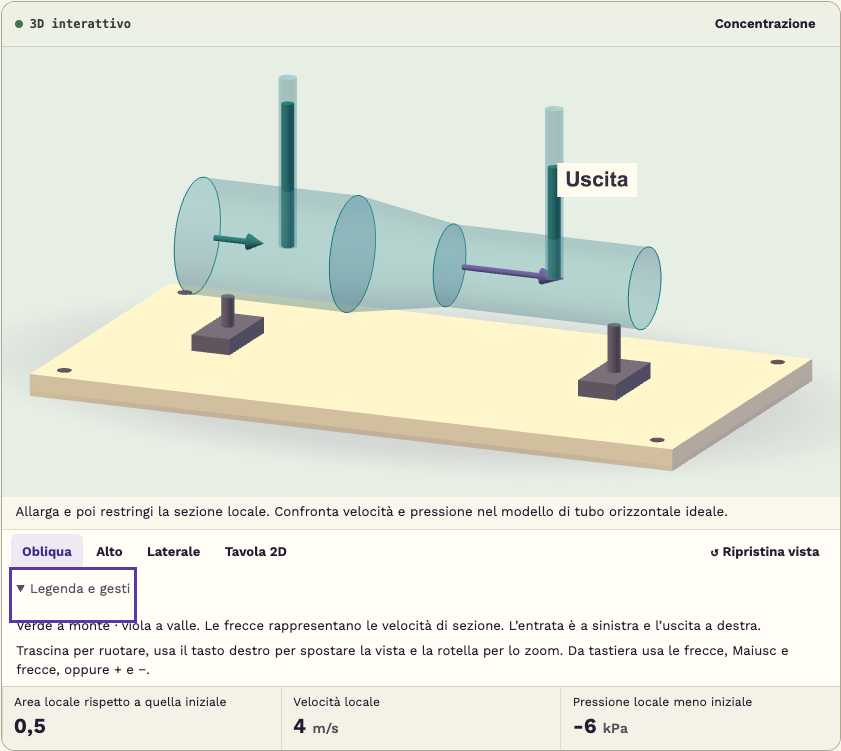 3D interattivo
Concentrazione
Uscita
Allarga e poi restringi la sezione locale. Confronta velocità e pressione nel modello di tubo orizzontale ideale.
Obliqua
Alto
Laterale
Tavola 2D
↺ Ripristina vista
▼ Legenda e gesti
Verde a monte · viola a valle. Le frecce rappresentano le velocità di sezione. L’entrata è a sinistra e l’uscita a destra.
Trascina per ruotare, usa il tasto destro per spostare la vista e la rotella per lo zoom. Da tastiera usa le frecce, Maiusc e
frecce, oppure + e −.
Area locale rispetto a quella iniziale
0,5
Velocità locale
4 m/s
Pressione locale meno iniziale
-6 kPa